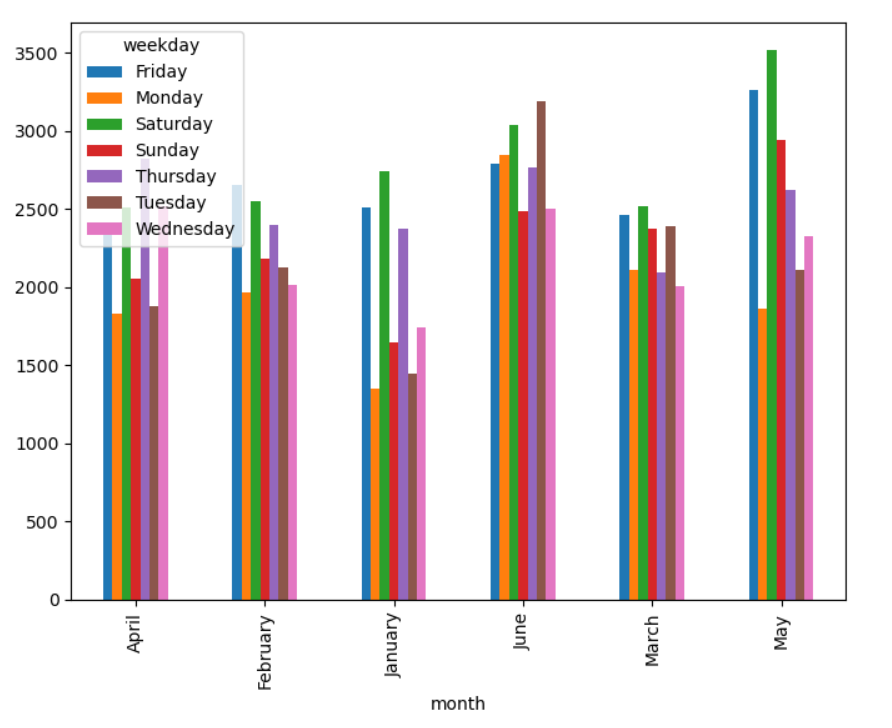 3500
3000
2500
2000
1500
1000
500
0
weekday
Friday
Monday
Saturday
Sunday
Thursday
Tuesday
Wednesday
April
February
January
June
March
May
month